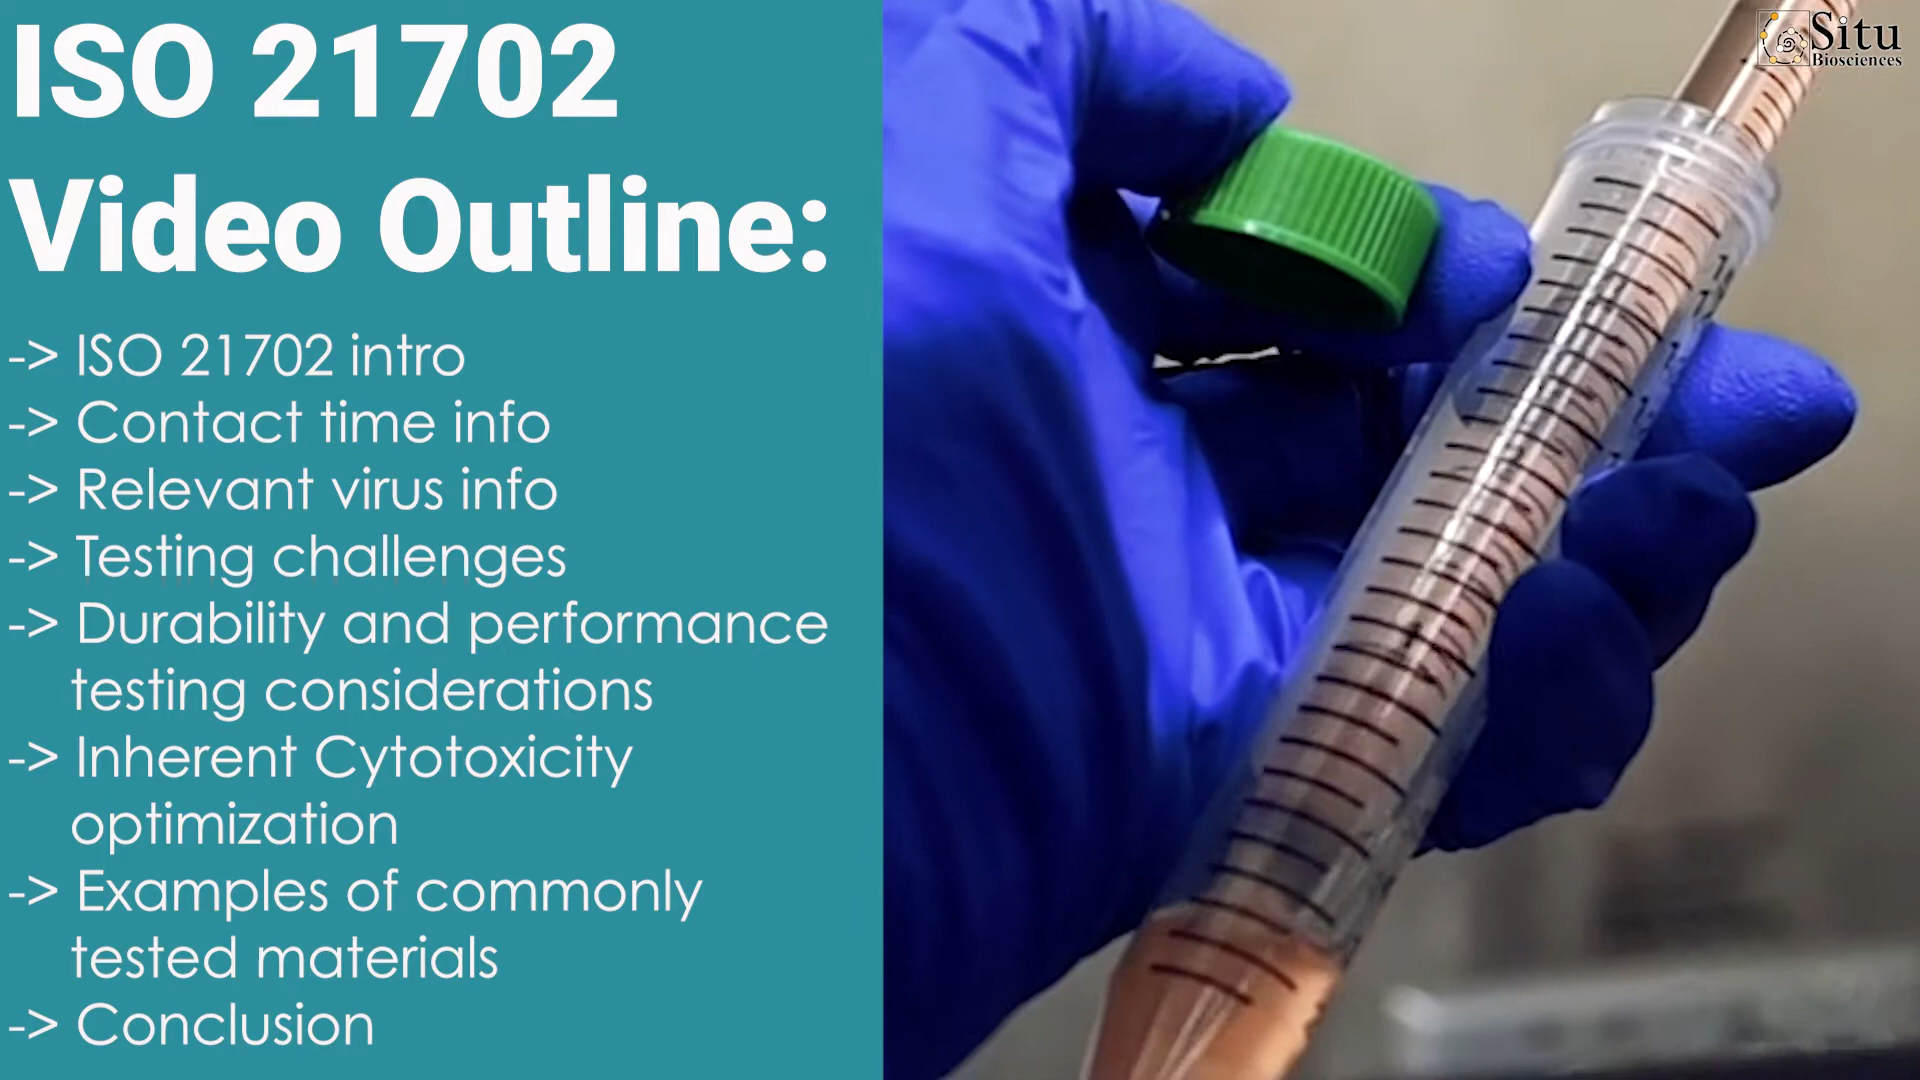 ISO 21702
Video Outline:
-> ISO 21702 intro
-> Contact time info
-> Relevant virus info
-> Testing challenges
-> Durability and performance
testing considerations
-> Inherent Cytotoxicity
optimization
-> Examples of commonly
tested materials
-> Conclusion
Situ
Biosciences